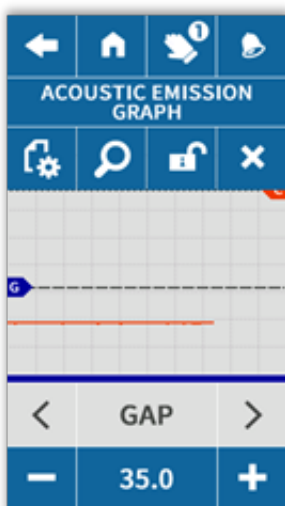 1
ACOUSTIC EMISSION
GRAPH
G
< GAP >
− 35.0 +